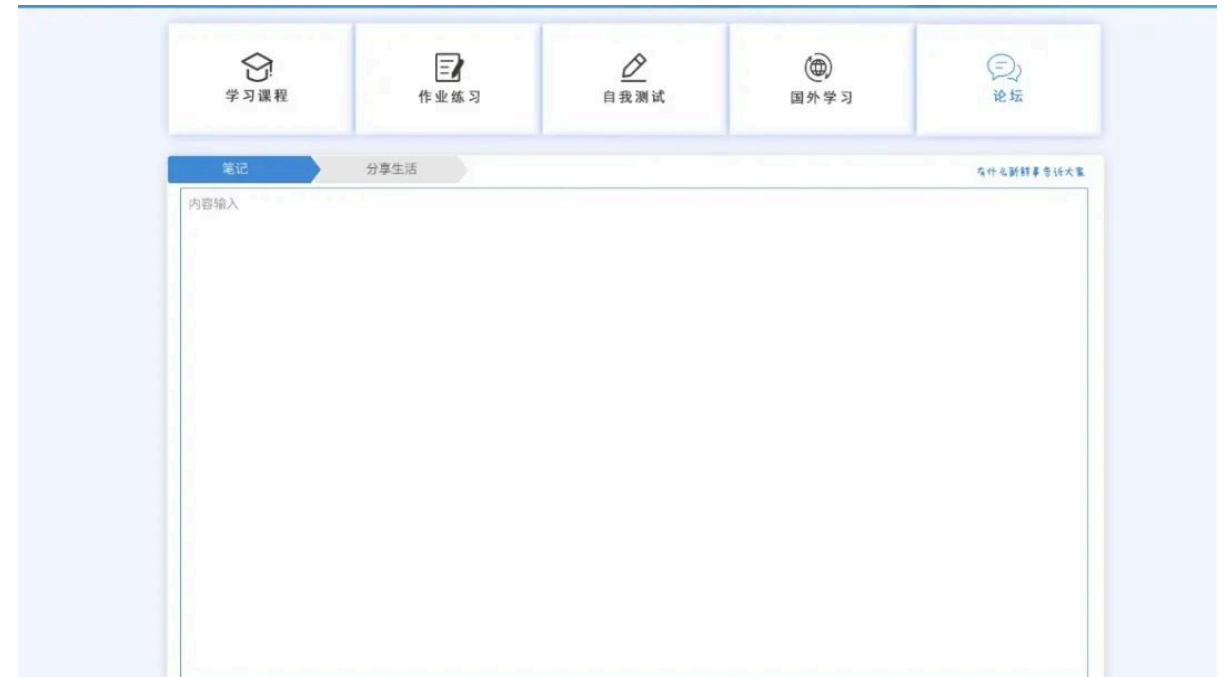 学习课程
作业练习
自我测试
国外学习
论坛
笔记
分享生活
有什么新鲜事告诉大家
内容输入